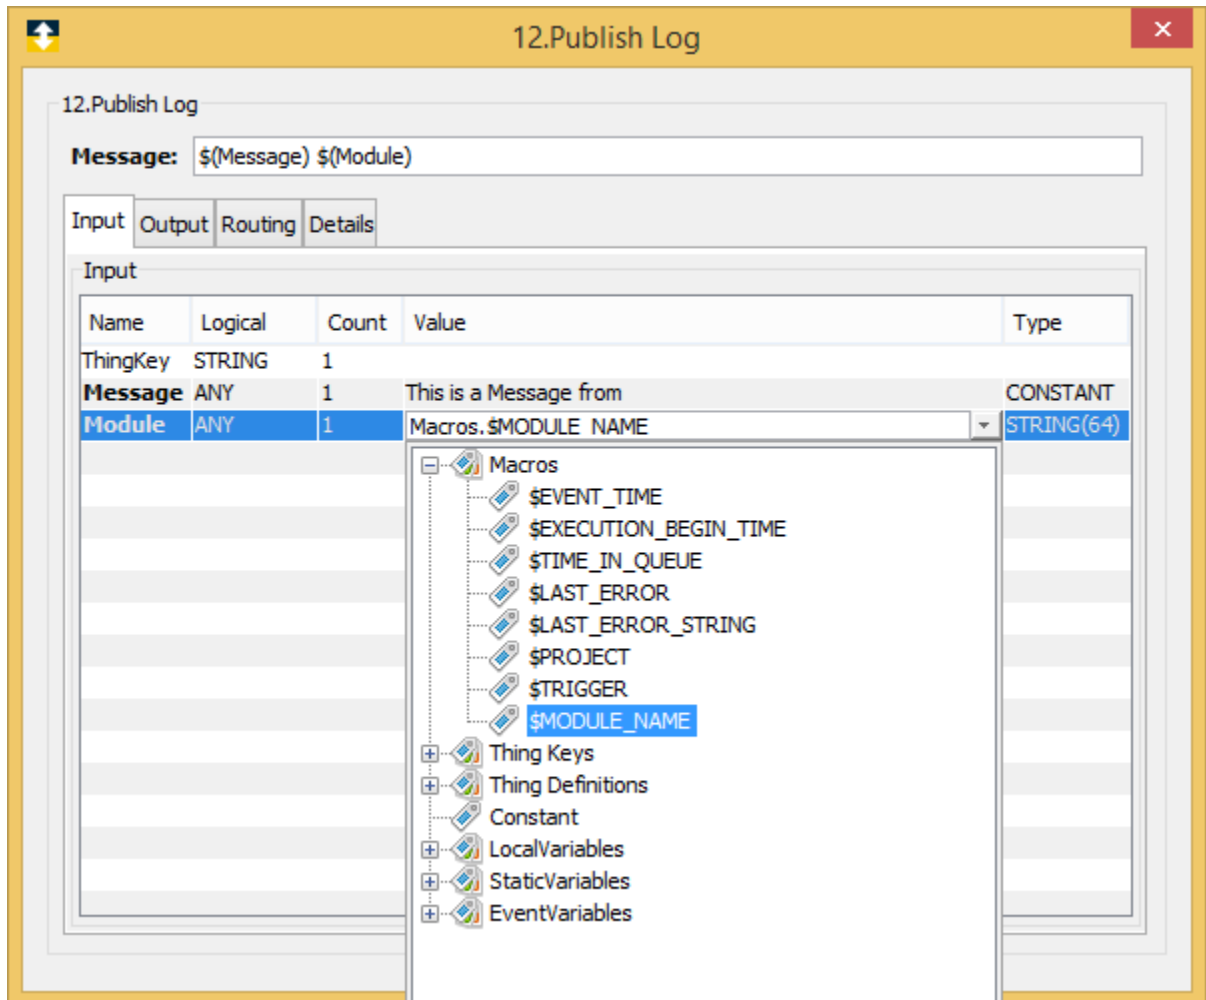 12.Publish Log
12.Publish Log
Message: $(Message) $(Module)
Input Output Routing Details
Input
Name Logical Count Value Type
ThingKey STRING 1
Message ANY 1 This is a Message from CONSTANT
Module ANY 1 Macros.$MODULE_NAME STRING(64)
Macros
$EVENT_TIME
$EXECUTION_BEGIN_TIME
$TIME_IN_QUEUE
$LAST_ERROR
$LAST_ERROR_STRING
$PROJECT
$TRIGGER
$MODULE_NAME
Thing Keys
Thing Definitions
Constant
LocalVariables
StaticVariables
EventVariables